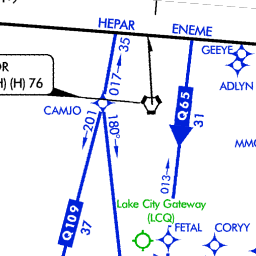 HEPAR
ENEME
GEEYE
35
017
OR
H) (H) 76
ADLYN
CAMJO
Q65
201
180°
31
MMO
013
Lake City Gateway
(LCQ)
Q109
37
FETAL
CORYY